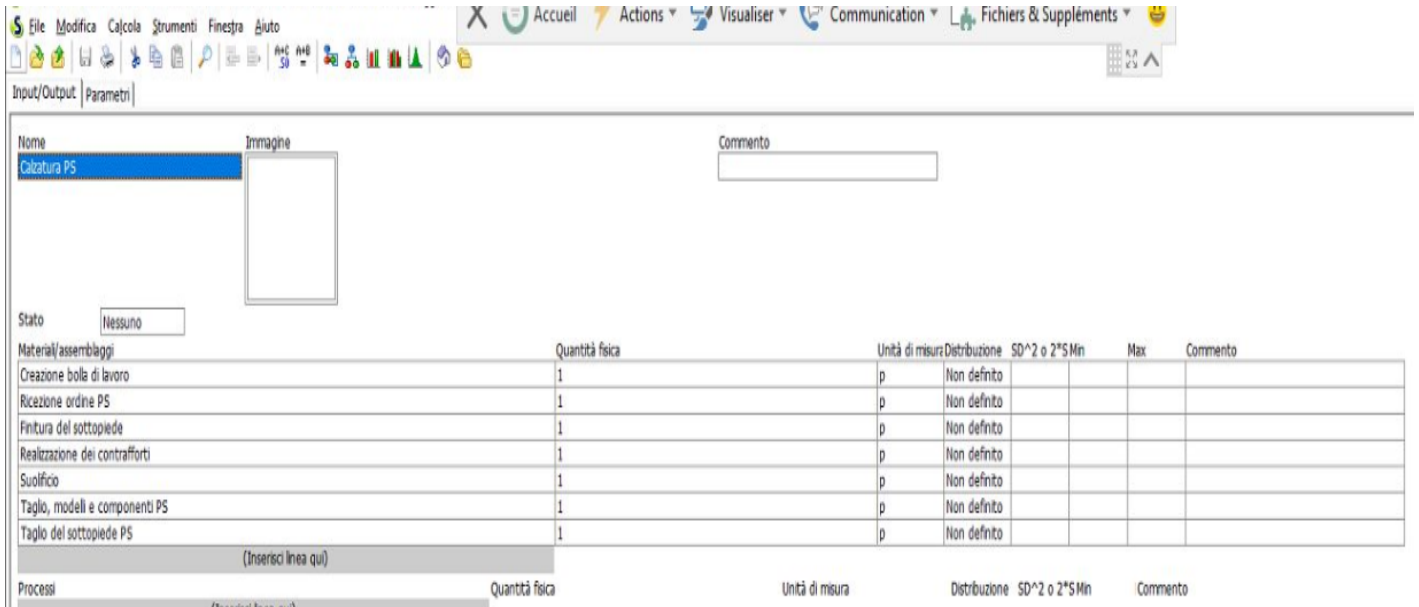 Accueil Actions Visualiser Communication Fichiers & Suppléments
File Modifica Calcola Strumenti Finestra Aiuto
Input/Output Parametri
Nome Immagine Commento
Calzatura PS
Stato Nessuno
Materiali/assemblaggi Quantità fisica Unità di misura Distribuzione SD^2 o 2*S Min Max Commento
Creazione bolla di lavoro 1 p Non definito
Ricezione ordine PS 1 p Non definito
Finitura del sottopiede 1 p Non definito
Realizzazione dei contrafforti 1 p Non definito
Suolificio 1 p Non definito
Taglio, modelli e componenti PS 1 p Non definito
Taglio del sottopiede PS 1 p Non definito
(Inserisci linea qui)
Processi Quantità fisica Unità di misura Distribuzione SD^2 o 2*S Min Commento
(Inserisci linea qui)